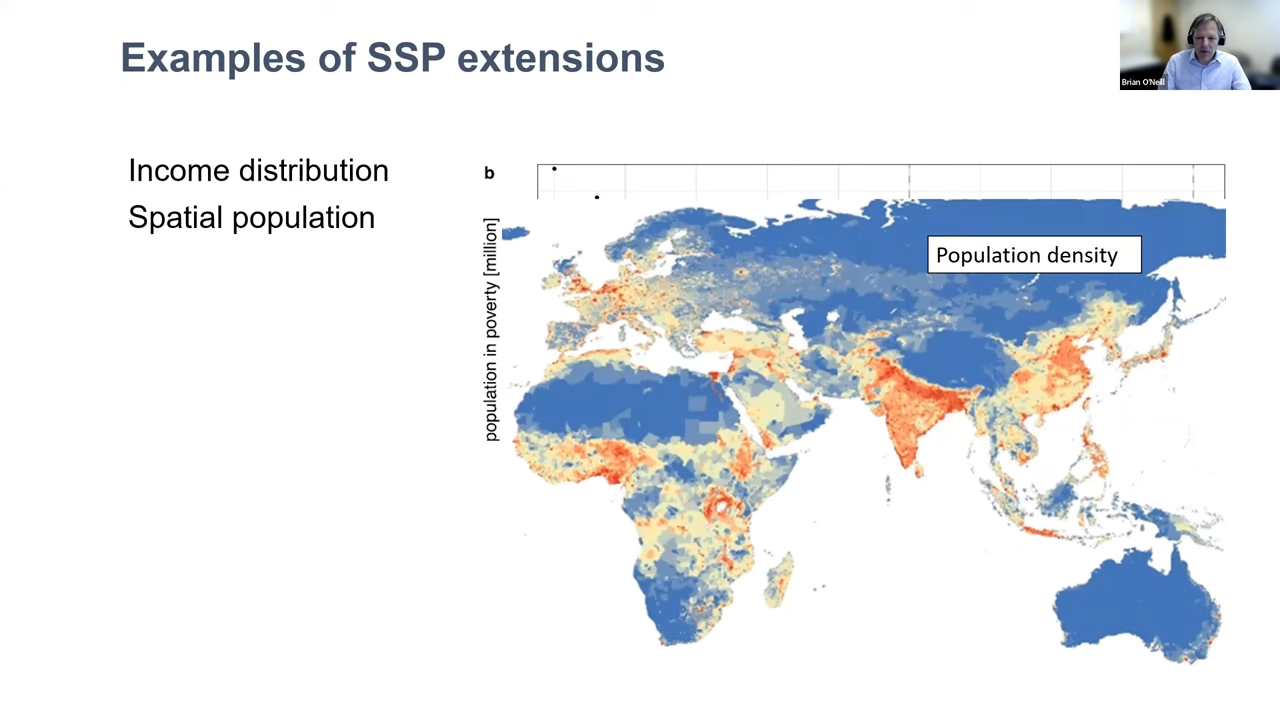 Examples of SSP extensions
Brian O'Neill
Income distribution
Spatial population
b
population in poverty [million]
Population density